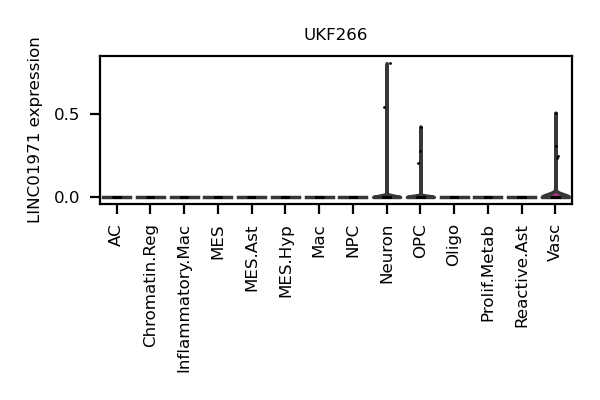 UKF266
LINC01971 expression
0.5
0.0
AC
Chromatin.Reg
Inflammatory.Mac
MES
MES.Ast
MES.Hyp
Mac
NPC
Neuron
OPC
Oligo
Prolif.Metab
Reactive.Ast
Vasc